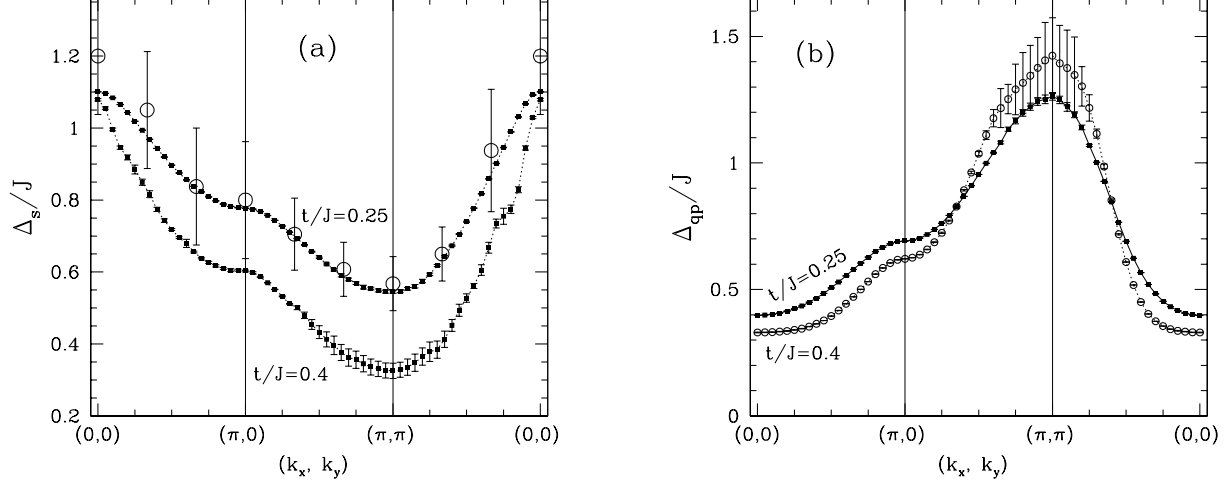 (a)
Δs/J
1.2
1
0.8
0.6
0.4
0.2
t/J=0.25
t/J=0.4
(0,0)
(π,0)
(π,π)
(0,0)
(kx, ky)
(b)
Δqp/J
1.5
1
0.5
0
t/J=0.25
t/J=0.4
(0,0)
(π,0)
(π,π)
(0,0)
(kx, ky)